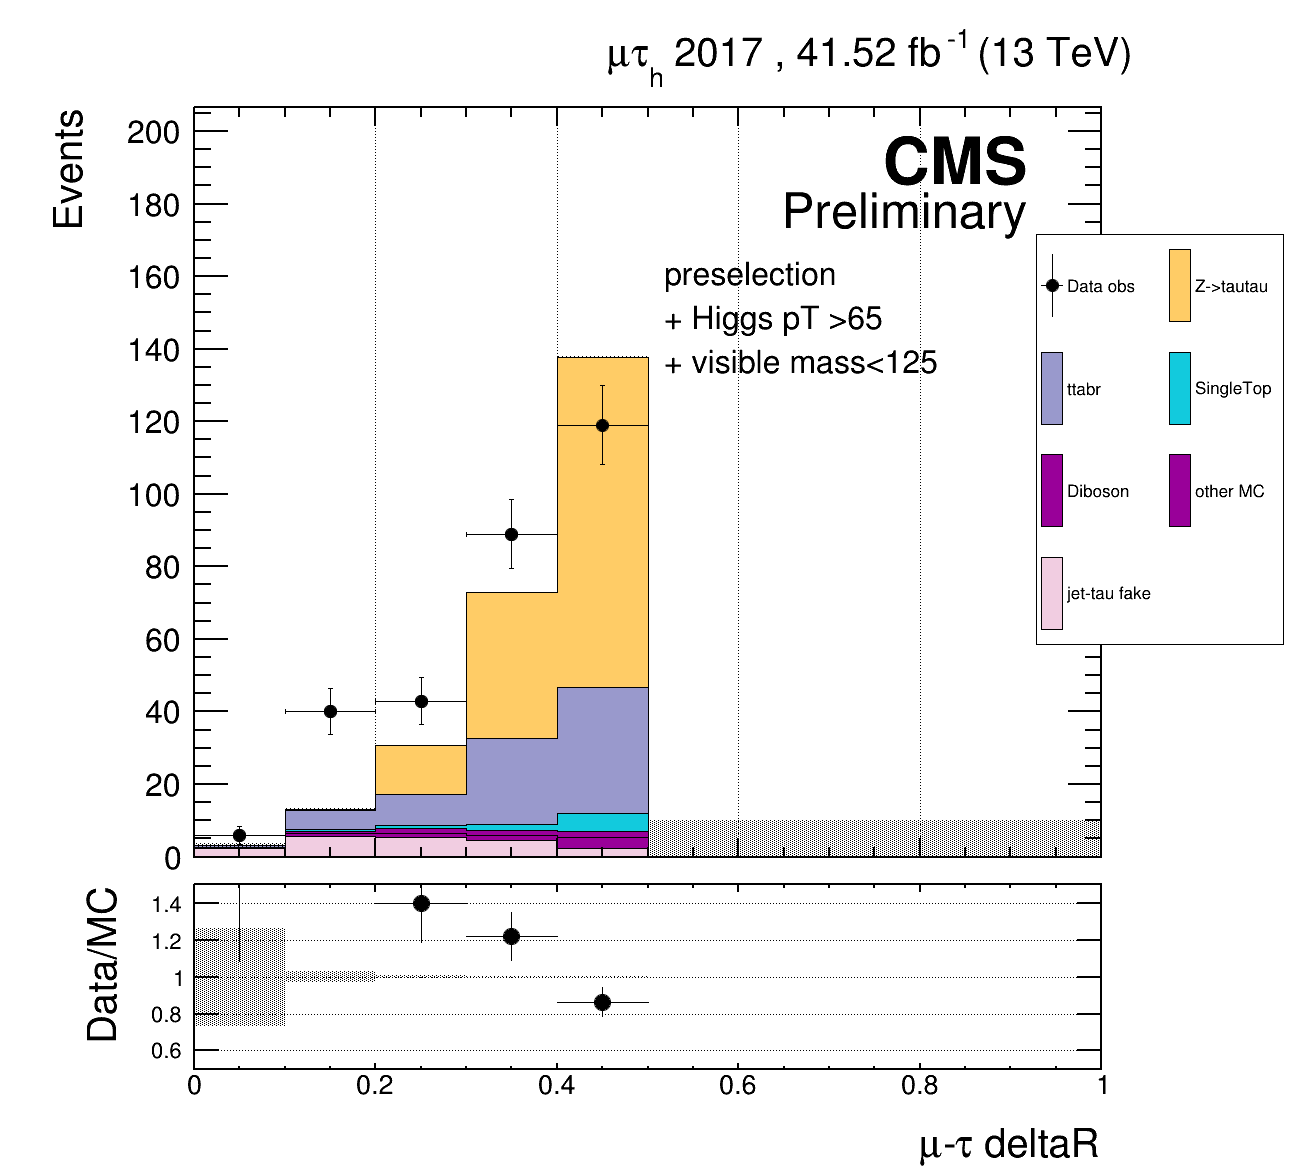 μτh 2017 , 41.52 fb-1 (13 TeV)
Events
200
180
160
140
120
100
80
60
40
20
0
CMS
Preliminary
preselection
+ Higgs pT >65
+ visible mass<125
Data obs
Z->tautau
ttabr
SingleTop
Diboson
other MC
jet-tau fake
Data/MC
1.4
1.2
1
0.8
0.6
0 0.2 0.4 0.6 0.8 1
μ-τ deltaR